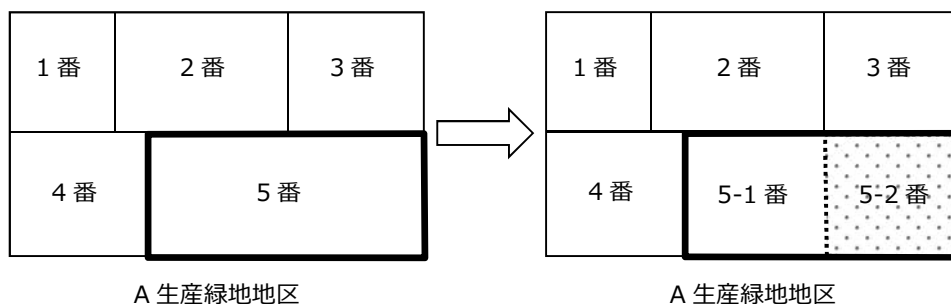 1 番 2 番 3 番 1 番 2 番 3 番
4 番 5 番 4 番 5-1 番 5-2 番
A 生産緑地地区 A 生産緑地地区